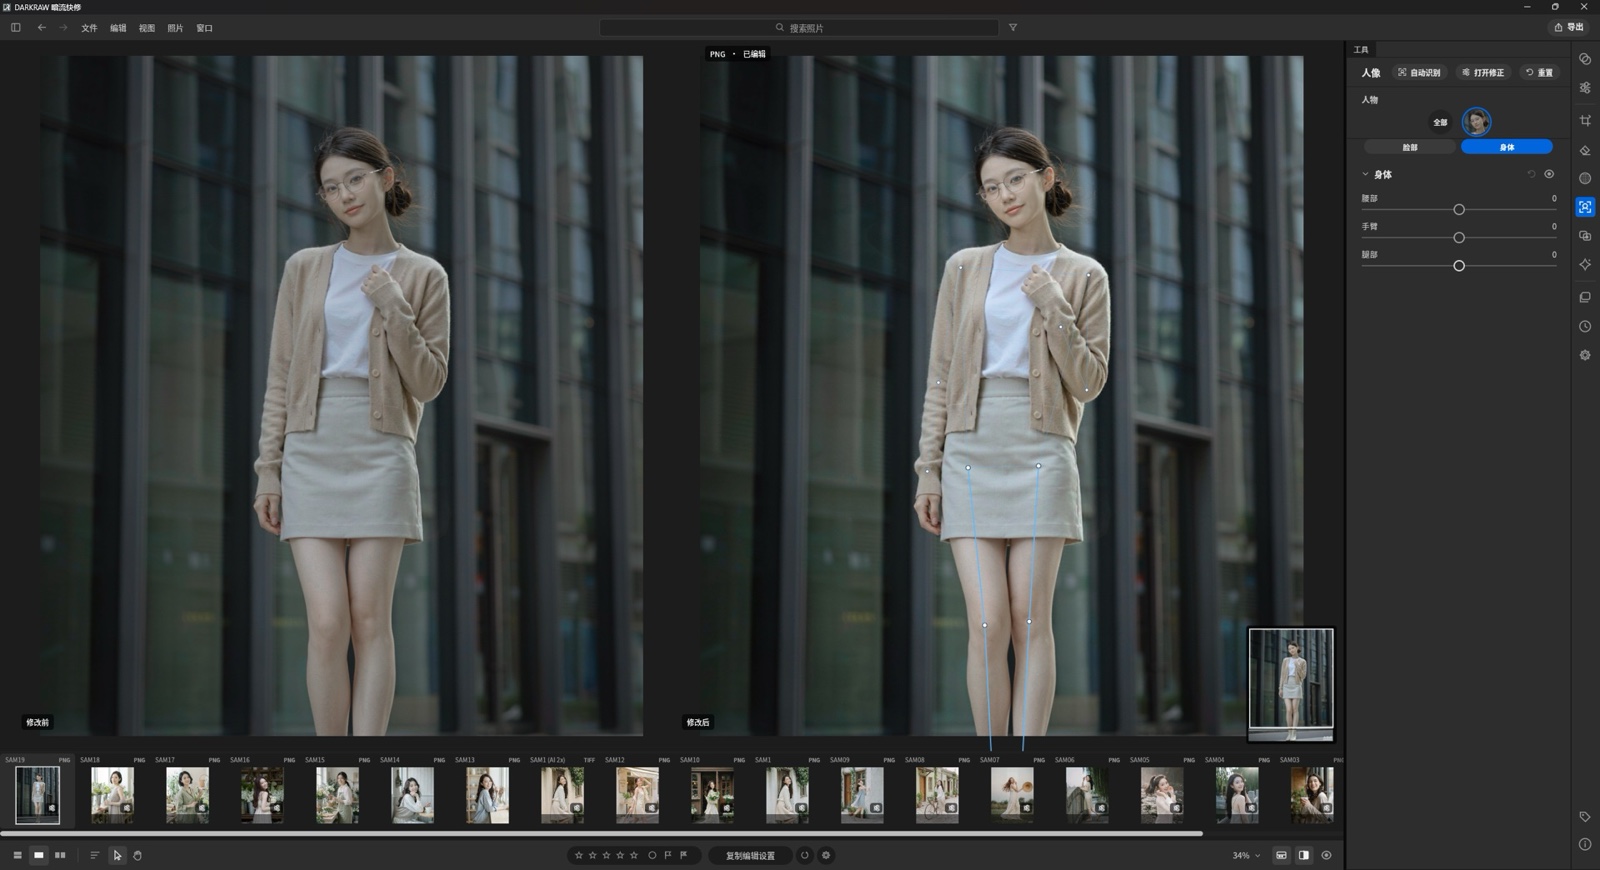 DARKRAW 暗流快修
文件 编辑 视图 照片 窗口
搜索照片
导出
PNG · 已编辑
工具
人像 自动识别 打开修正 重置
人物
全部
脸部 身体
身体
腰部 0
手臂 0
腿部 0
修改前
修改后
SAM19 PNG SAM18 PNG SAM17 PNG SAM16 PNG SAM15 PNG SAM14 PNG SAM13 PNG SAM1 (AI 2x) TIFF SAM12 PNG SAM10 PNG SAM1 PNG SAM09 PNG SAM08 PNG SAM07 PNG SAM06 PNG SAM05 PNG SAM04 PNG SAM03
复制编辑设置
34%